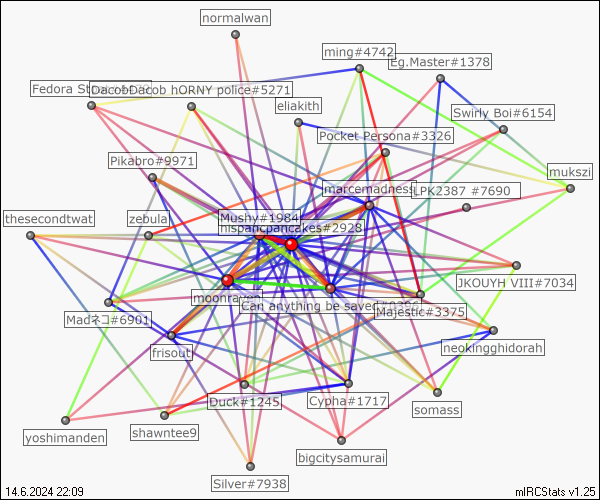 normalwan
ming#4742
Eg.Master#1378
Fedora
DacobDacob hORNY police#5271
eliakith
Swiny Boi#6154
Pocket Persona#3326
Pikabro#9971
mukszi
marcemadness
LPK2387 #7690
thesecondtwat
zebula
Mushy#1984
hispanicpancakes#2928
JKOUYH VIII#7034
moonraven
Can anything be saved
Madネコ#6901
Majestic#3375
frisout
neokingghidorah
Duck#1245
Cypha#1717
somass
yoshimanden
shawntee9
bigcitysamurai
Silver#7938
14.6.2024 22:09
mIRCStats v1.25